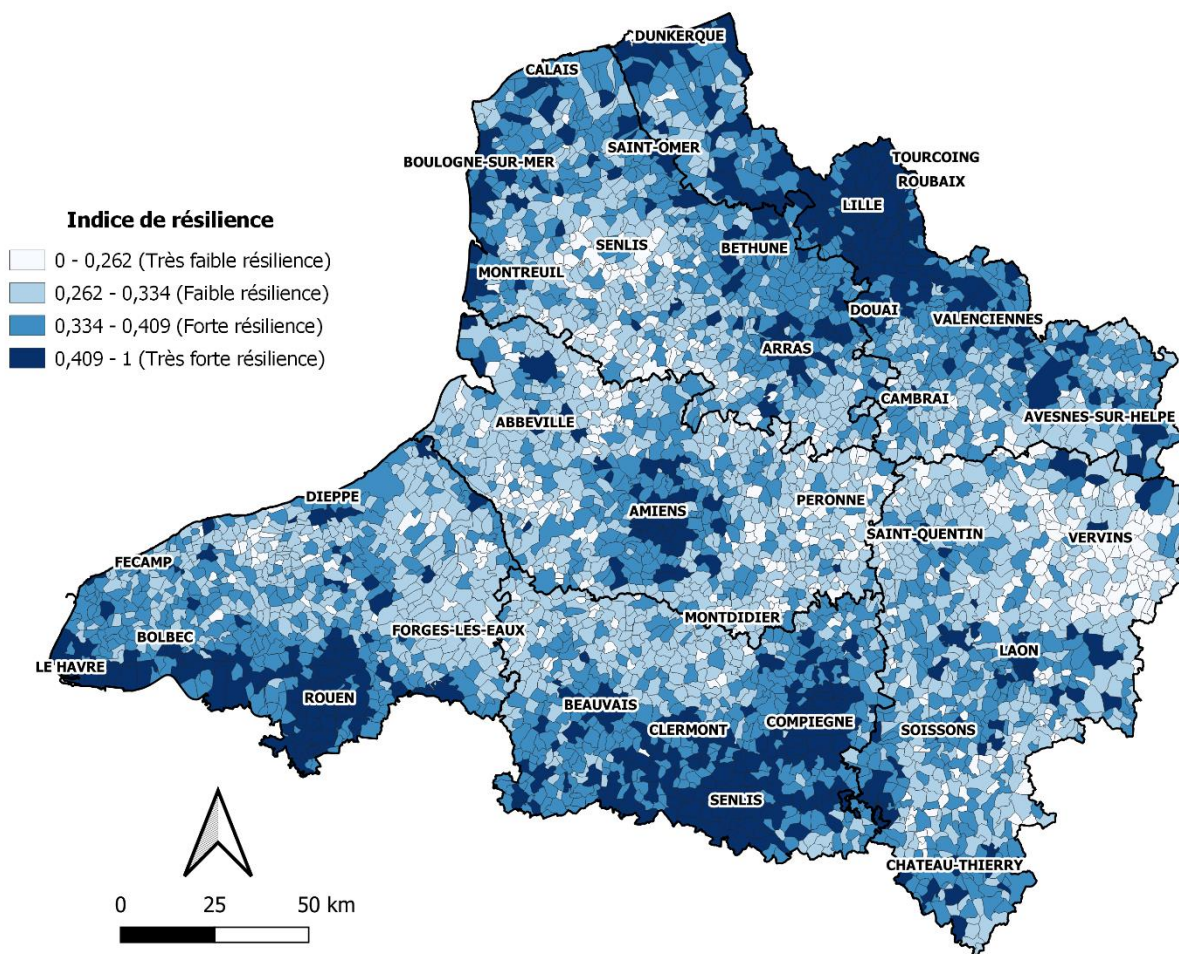 DUNKERQUE
CALAIS
SAINT-OMER
BOULOGNE-SUR-MER
TOURCOING
ROUBAIX
LILLE
Indice de résilience
0 - 0,262 (Très faible résilience)
0,262 - 0,334 (Faible résilience)
0,334 - 0,409 (Forte résilience)
0,409 - 1 (Très forte résilience)
SENLIS
BETHUNE
MONTREUIL
DOUAI
VALENCIENNES
ARRAS
CAMBRAI
AVESNES-SUR-HELPE
ABBEVILLE
DIEPPE
AMIENS
PERONNE
SAINT-QUENTIN
VERVINS
FECAMP
MONTDIDIER
BOLBEC
FORGES-LES-EAUX
LAON
LE HAVRE
ROUEN
BEAUVAIS
CLERMONT
COMPIEGNE
SOISSONS
SENLIS
CHATEAU-THIERRY
0 25 50 km